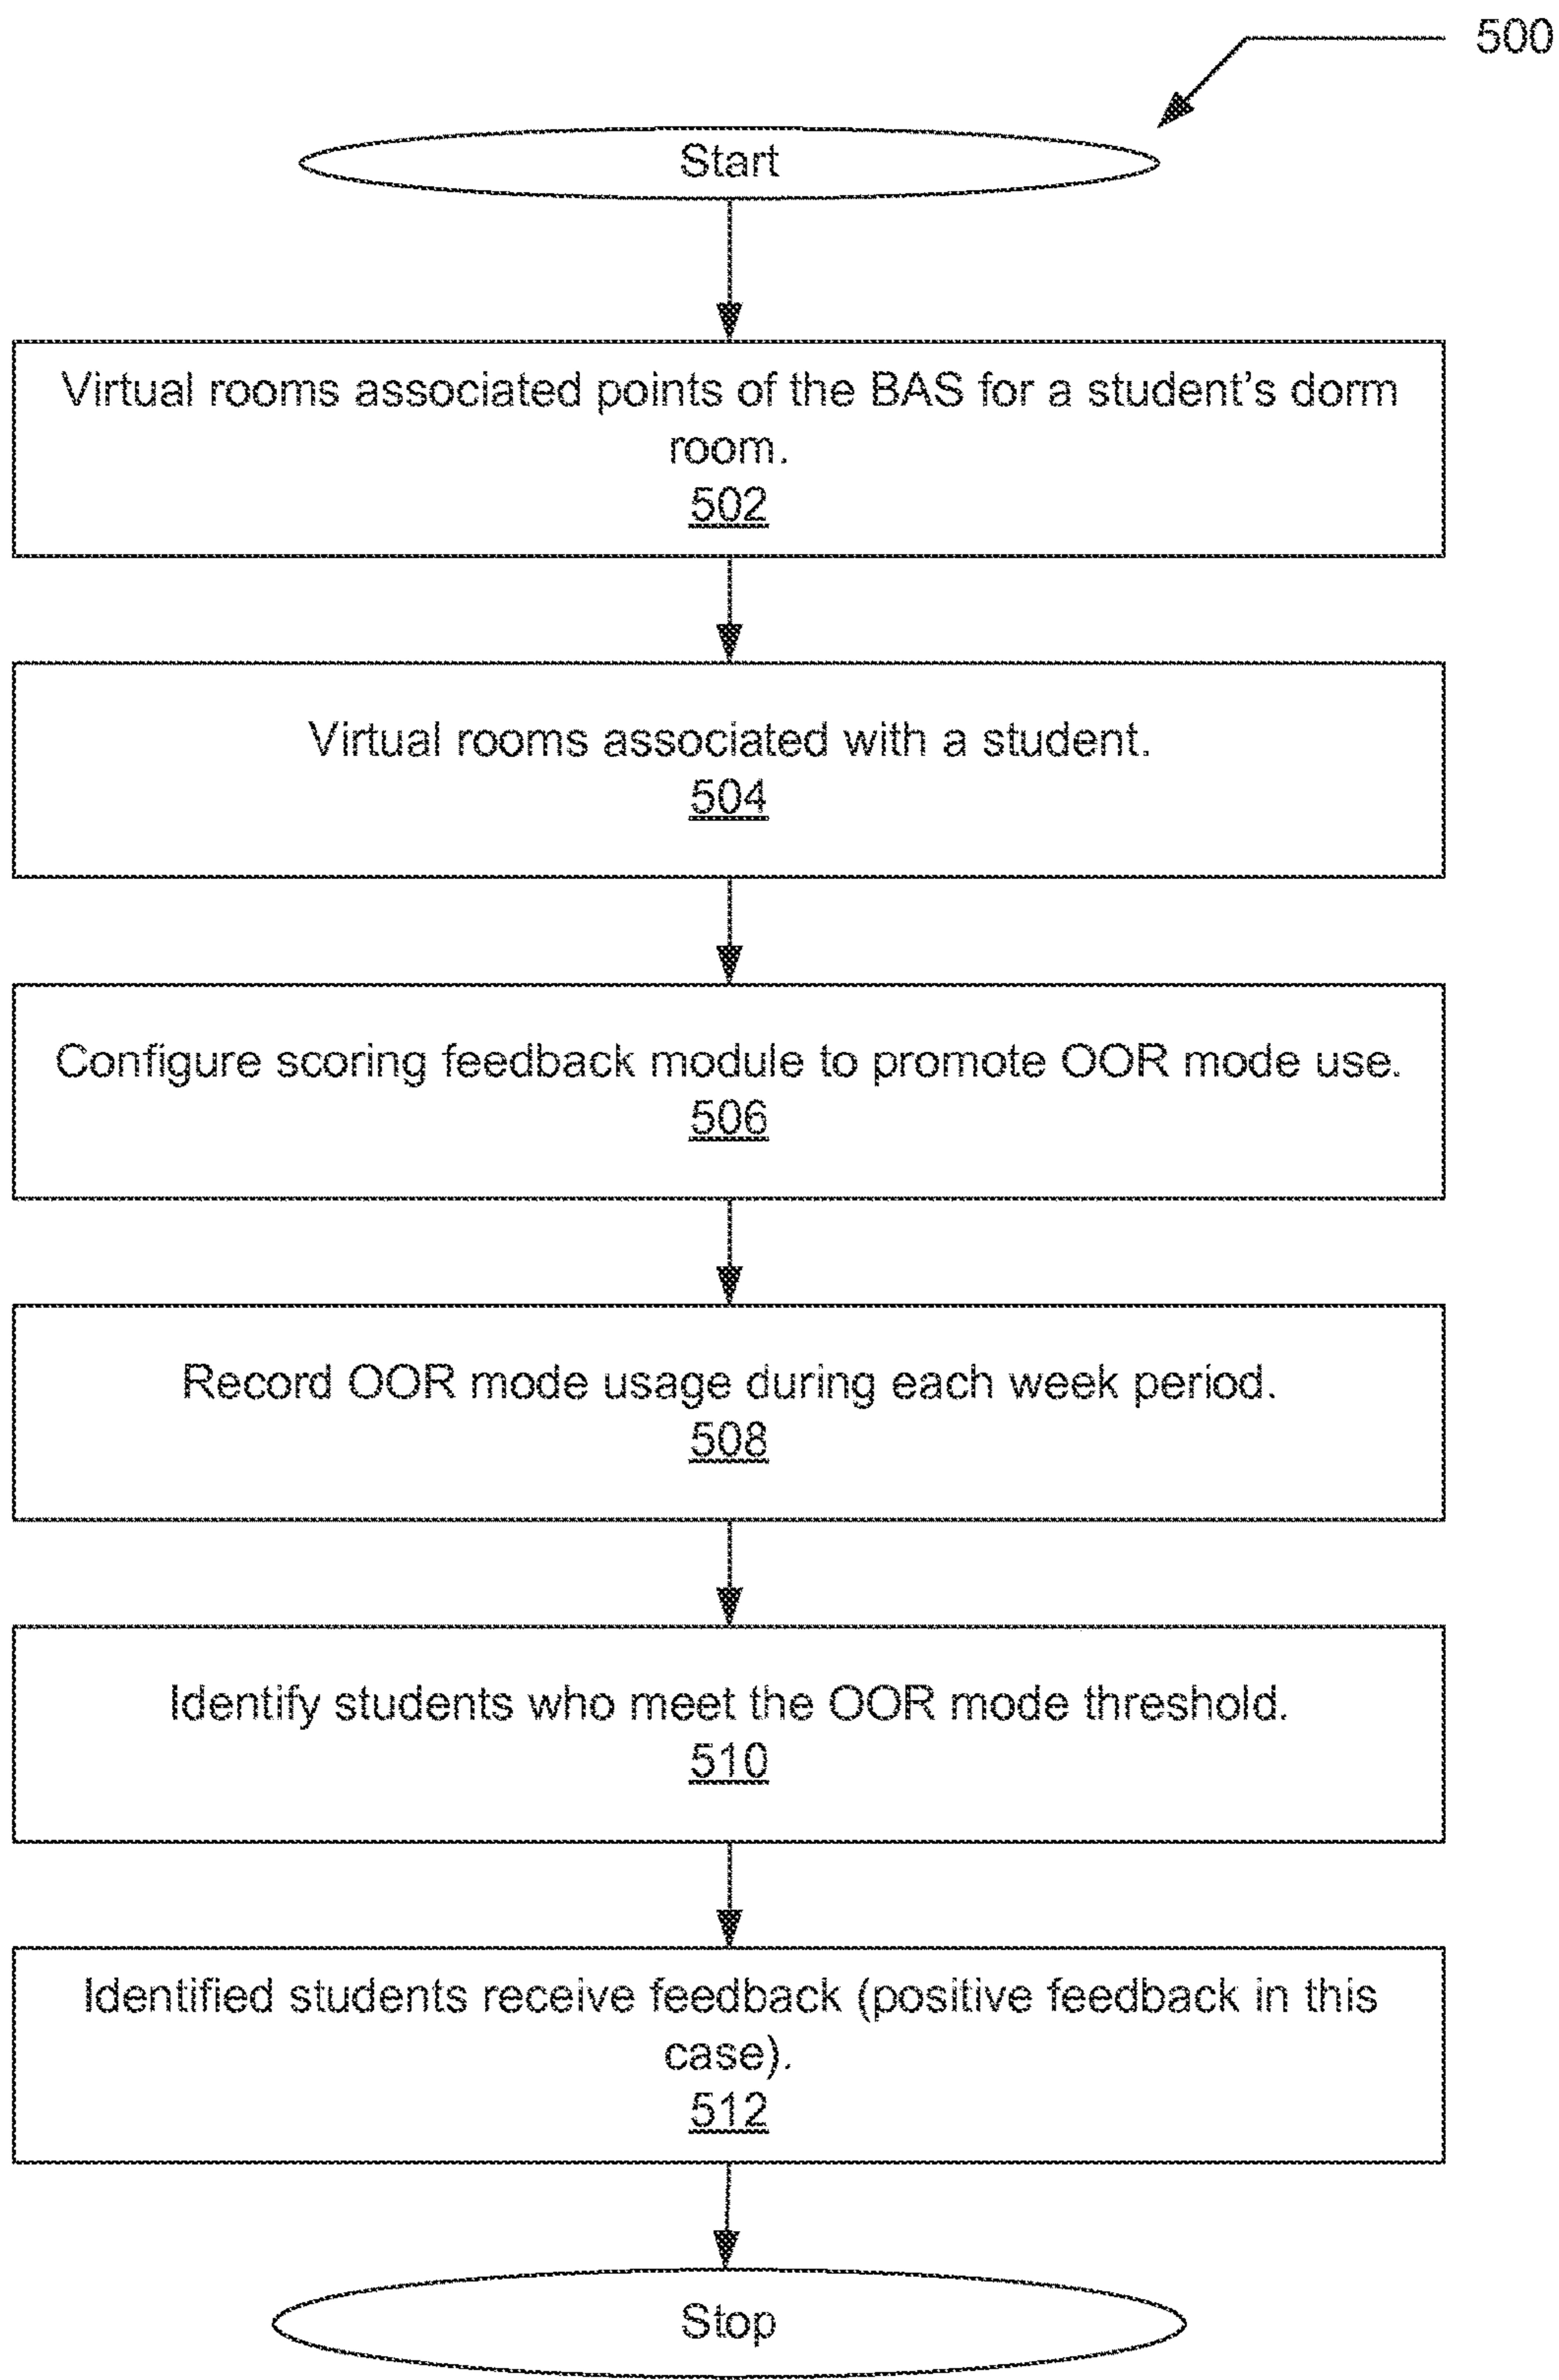 500
Start
Virtual rooms associated points of the BAS for a student's dorm
room.
502
Virtual rooms associated with a student.
504
Configure scoring feedback module to promote OOR mode use.
506
Record OOR mode usage during each week period.
508
Identify students who meet the OOR mode threshold.
510
Identified students receive feedback (positive feedback in this
case).
512
Stop